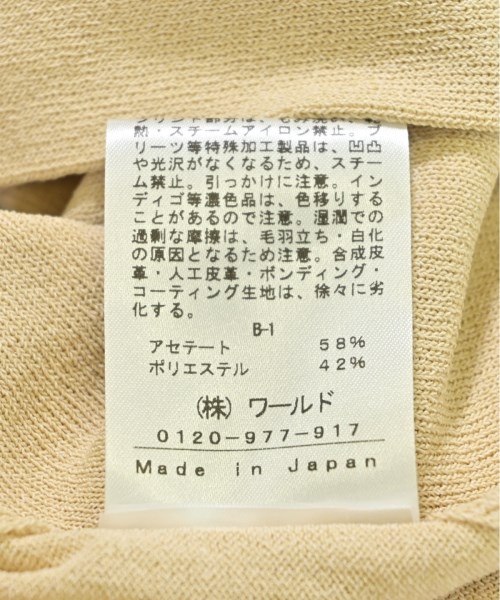 プリント部分は、
熱・スチームアイロン禁止。プ
リーツ等特殊加工製品は、凹凸
や光沢がなくなるため、スチー
ム禁止。引っかけに注意。イン
ディゴ等濃色品は、色移りする
ことがあるので注意。湿潤での
過剰な摩擦は、毛羽立ち・白化
の原因となるため注意。合成皮
革・人工皮革・ボンディング・
コーティング生地は、徐々に劣
化する。
B-1
アセテート 58%
ポリエステル 42%
(株) ワールド
0120-977-917
Made in Japan